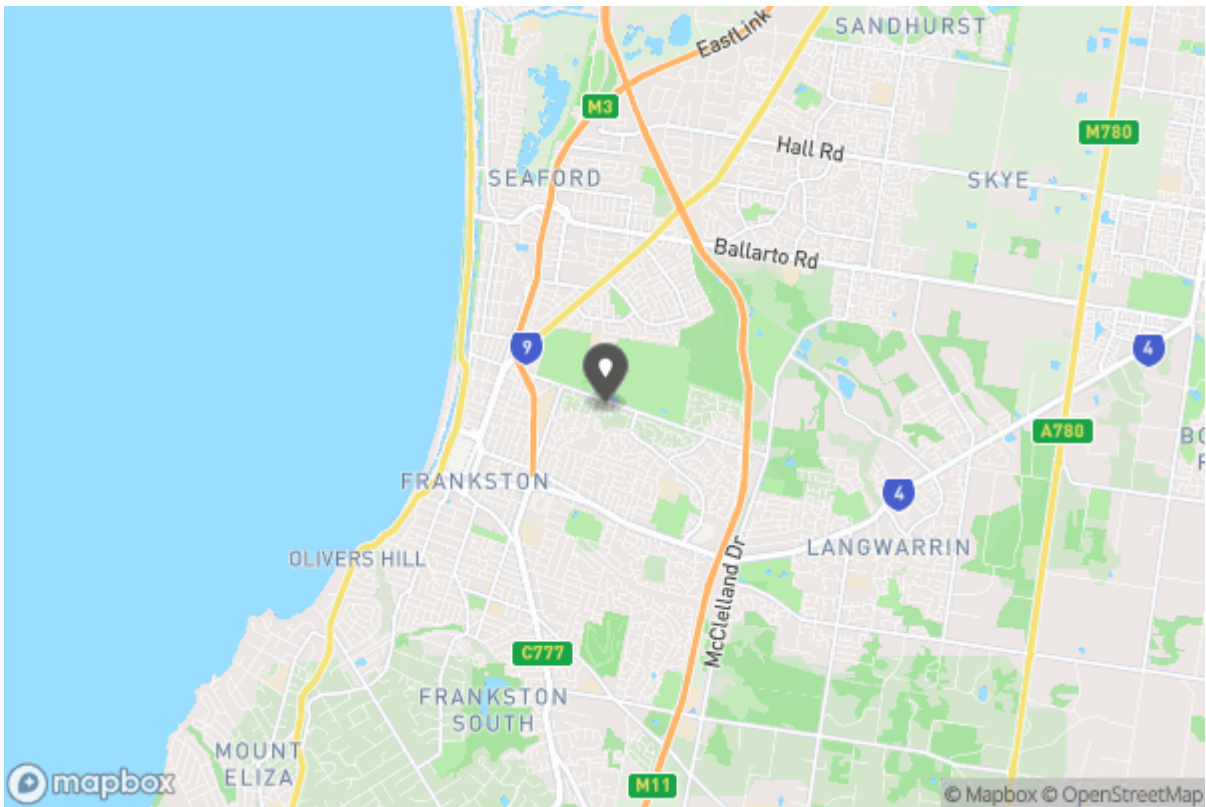 SANDHURST
EastLink
M3
M780
Hall Rd
SEAFORD
SKYE
Ballarto Rd
9
4
A780
FRANKSTON
4
OLIVERS HILL
LANGWARRIN
McClelland Dr
C777
FRANKSTON
SOUTH
MOUNT
ELIZA
M11
mapbox
© Mapbox © OpenStreetMap